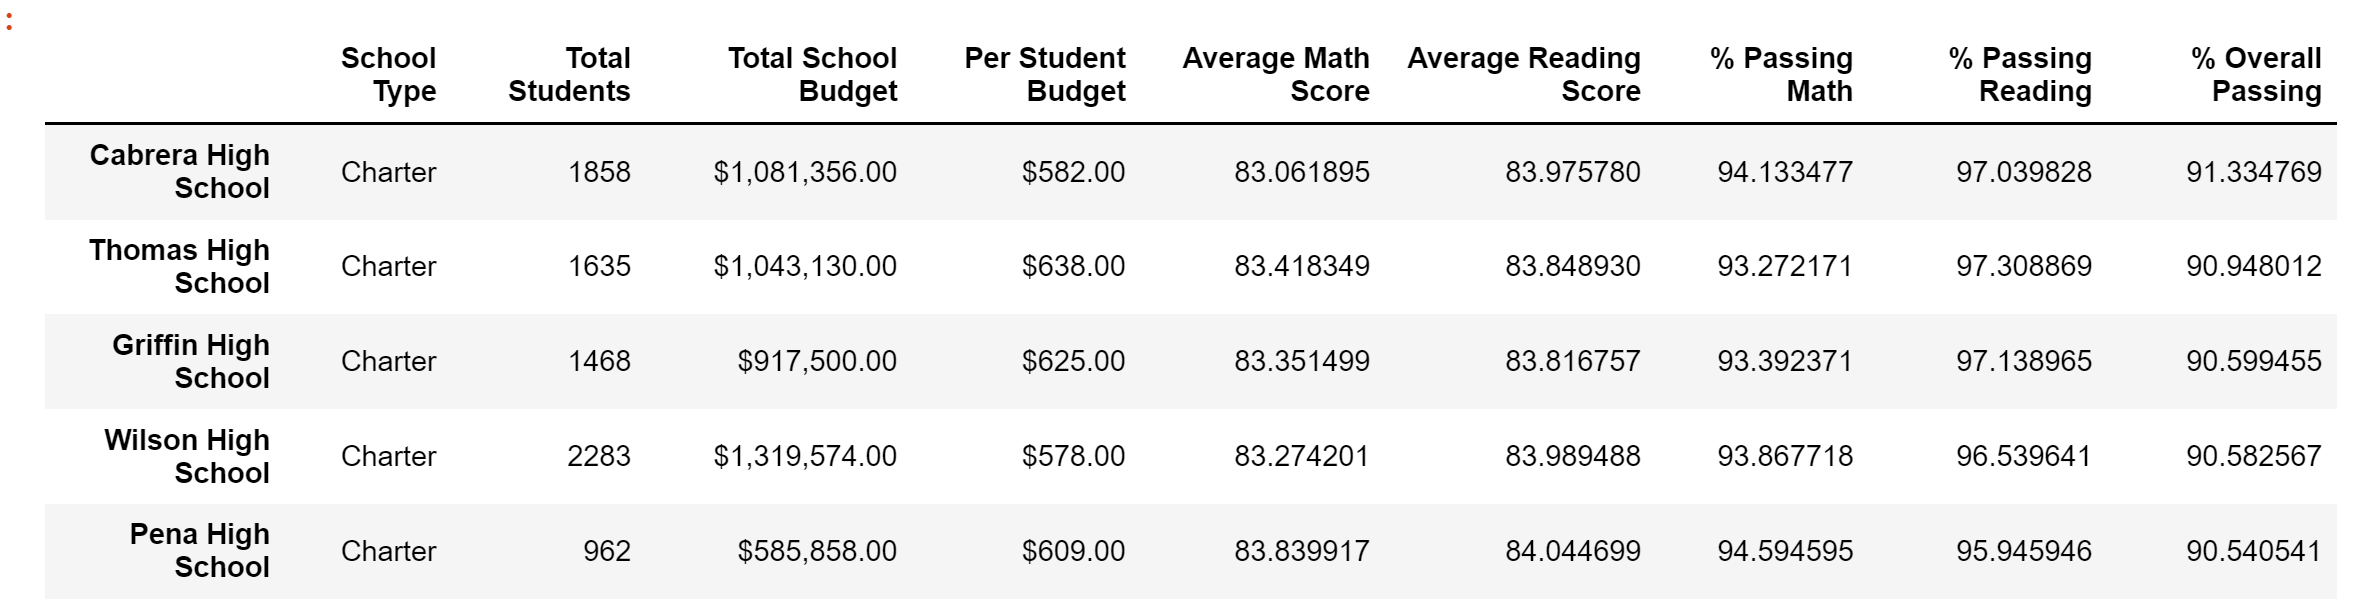 :
School Type Total Students Total School Budget Per Student Budget Average Math Score Average Reading Score % Passing Math % Passing Reading % Overall Passing
Cabrera High School Charter 1858 $1,081,356.00 $582.00 83.061895 83.975780 94.133477 97.039828 91.334769
Thomas High School Charter 1635 $1,043,130.00 $638.00 83.418349 83.848930 93.272171 97.308869 90.948012
Griffin High School Charter 1468 $917,500.00 $625.00 83.351499 83.816757 93.392371 97.138965 90.599455
Wilson High School Charter 2283 $1,319,574.00 $578.00 83.274201 83.989488 93.867718 96.539641 90.582567
Pena High School Charter 962 $585,858.00 $609.00 83.839917 84.044699 94.594595 95.945946 90.540541